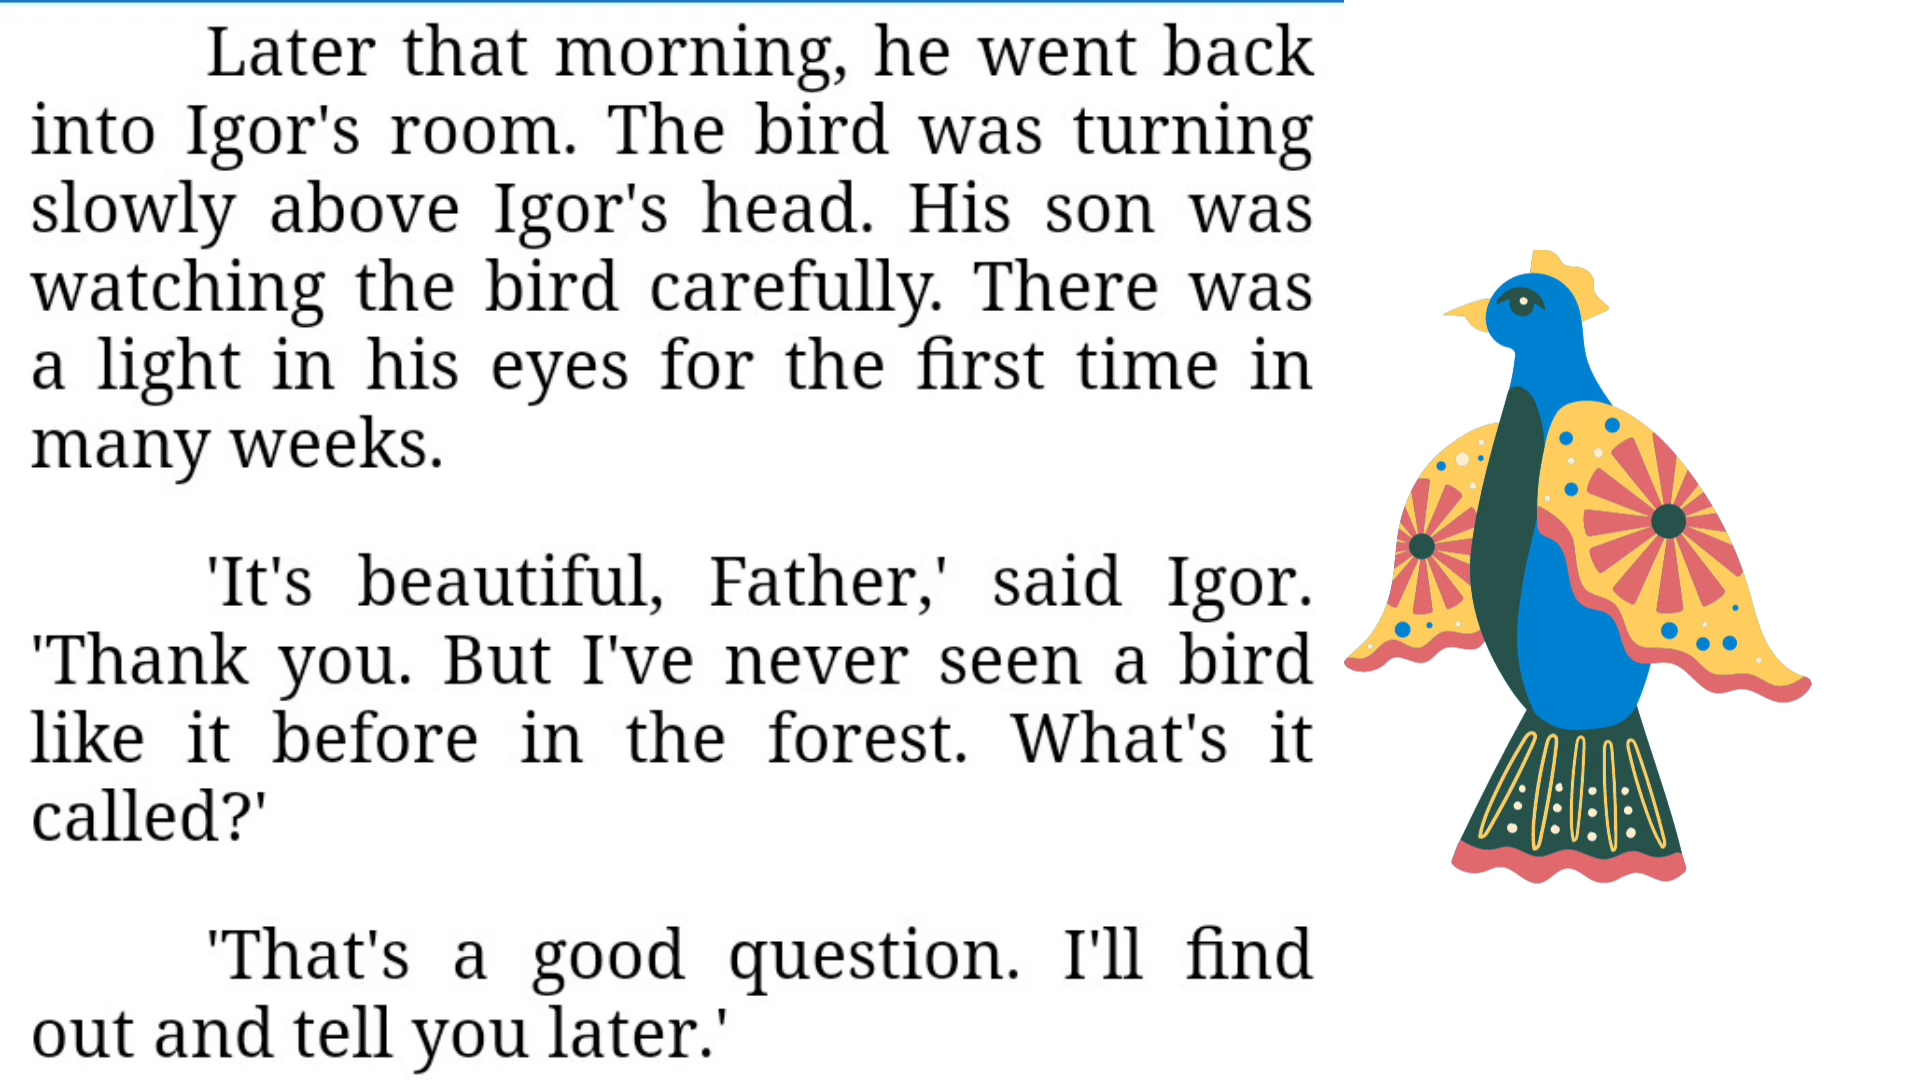 Later that morning, he went back
into Igor's room. The bird was turning
slowly above Igor's head. His son was
watching the bird carefully. There was
a light in his eyes for the first time in
many weeks.
'It's beautiful, Father,' said Igor.
'Thank you. But I've never seen a bird
like it before in the forest. What's it
called?'
'That's a good question. I'll find
out and tell you later.'